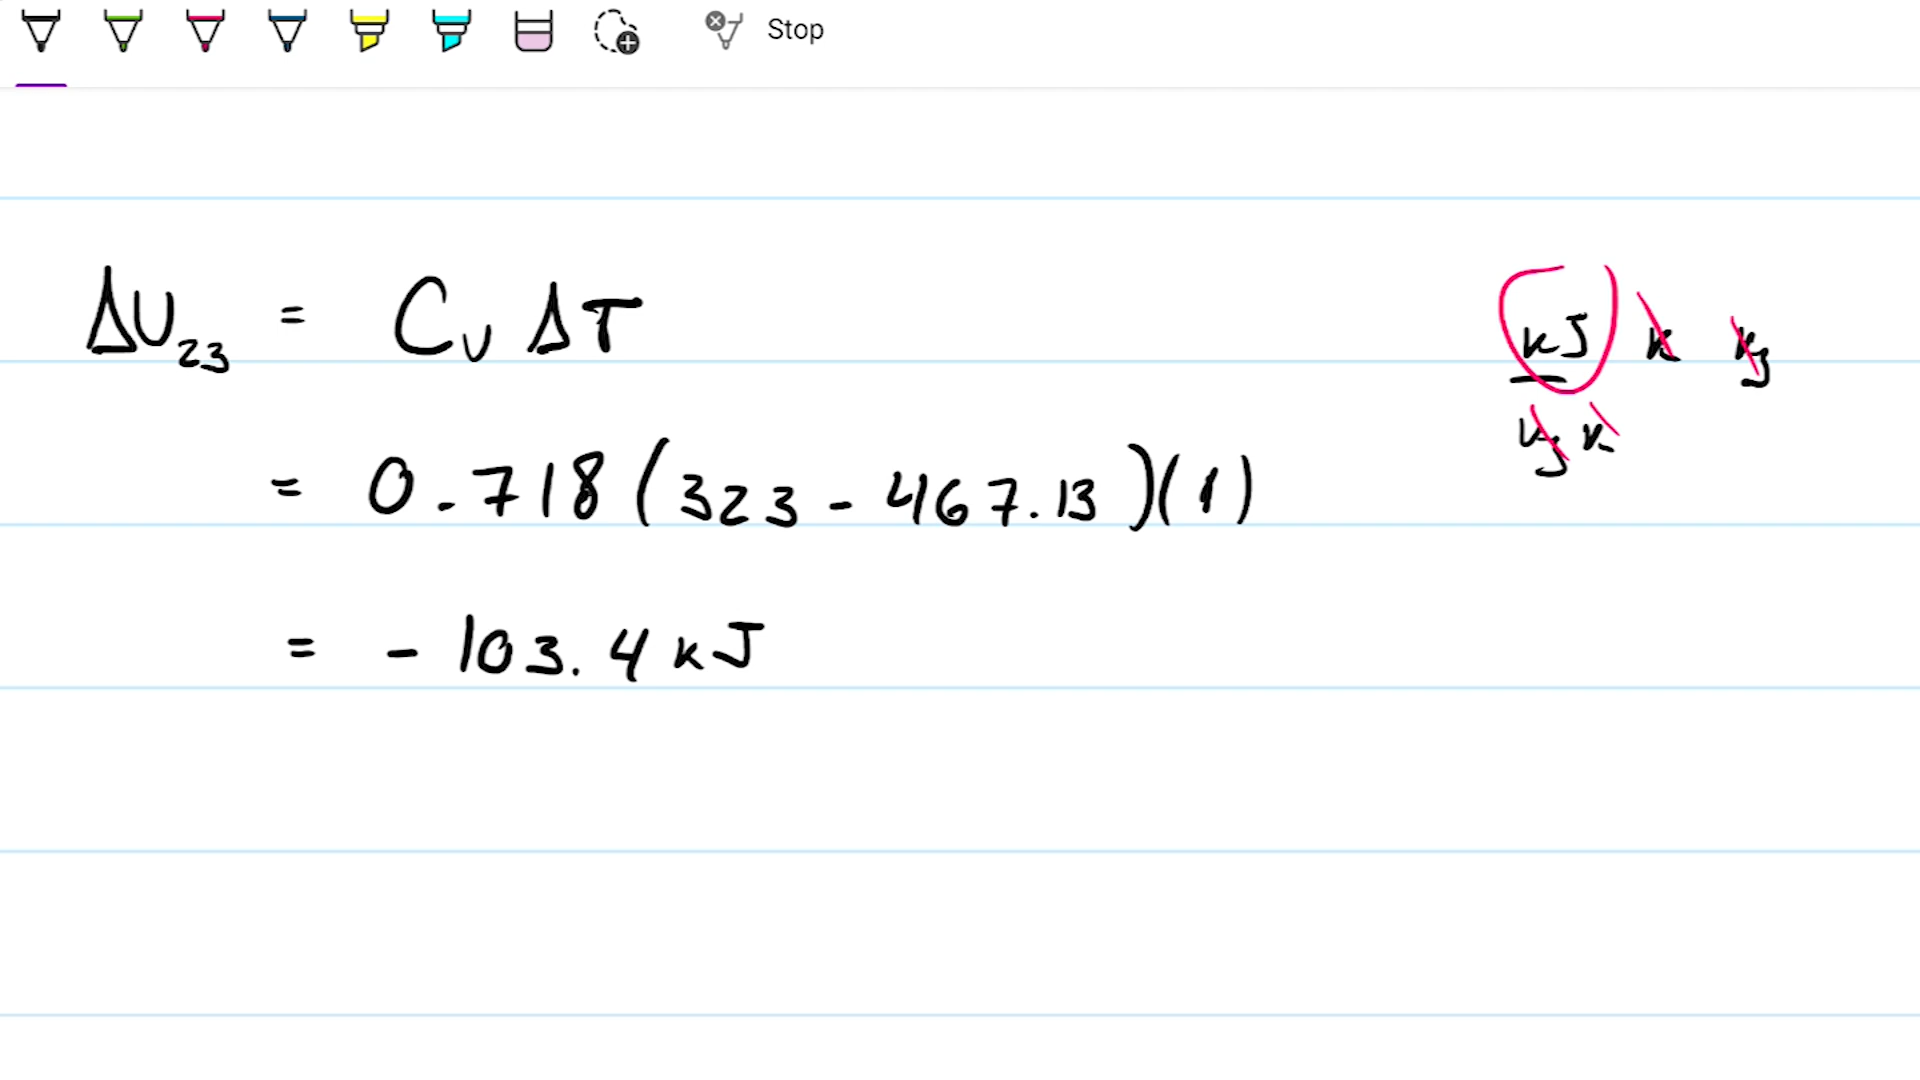 Stop
ΔU₂₃ = Cᵥ ΔT
= 0.718 (323 - 467.13)(1)
= - 103.4 kJ
kJ k kg
kg k